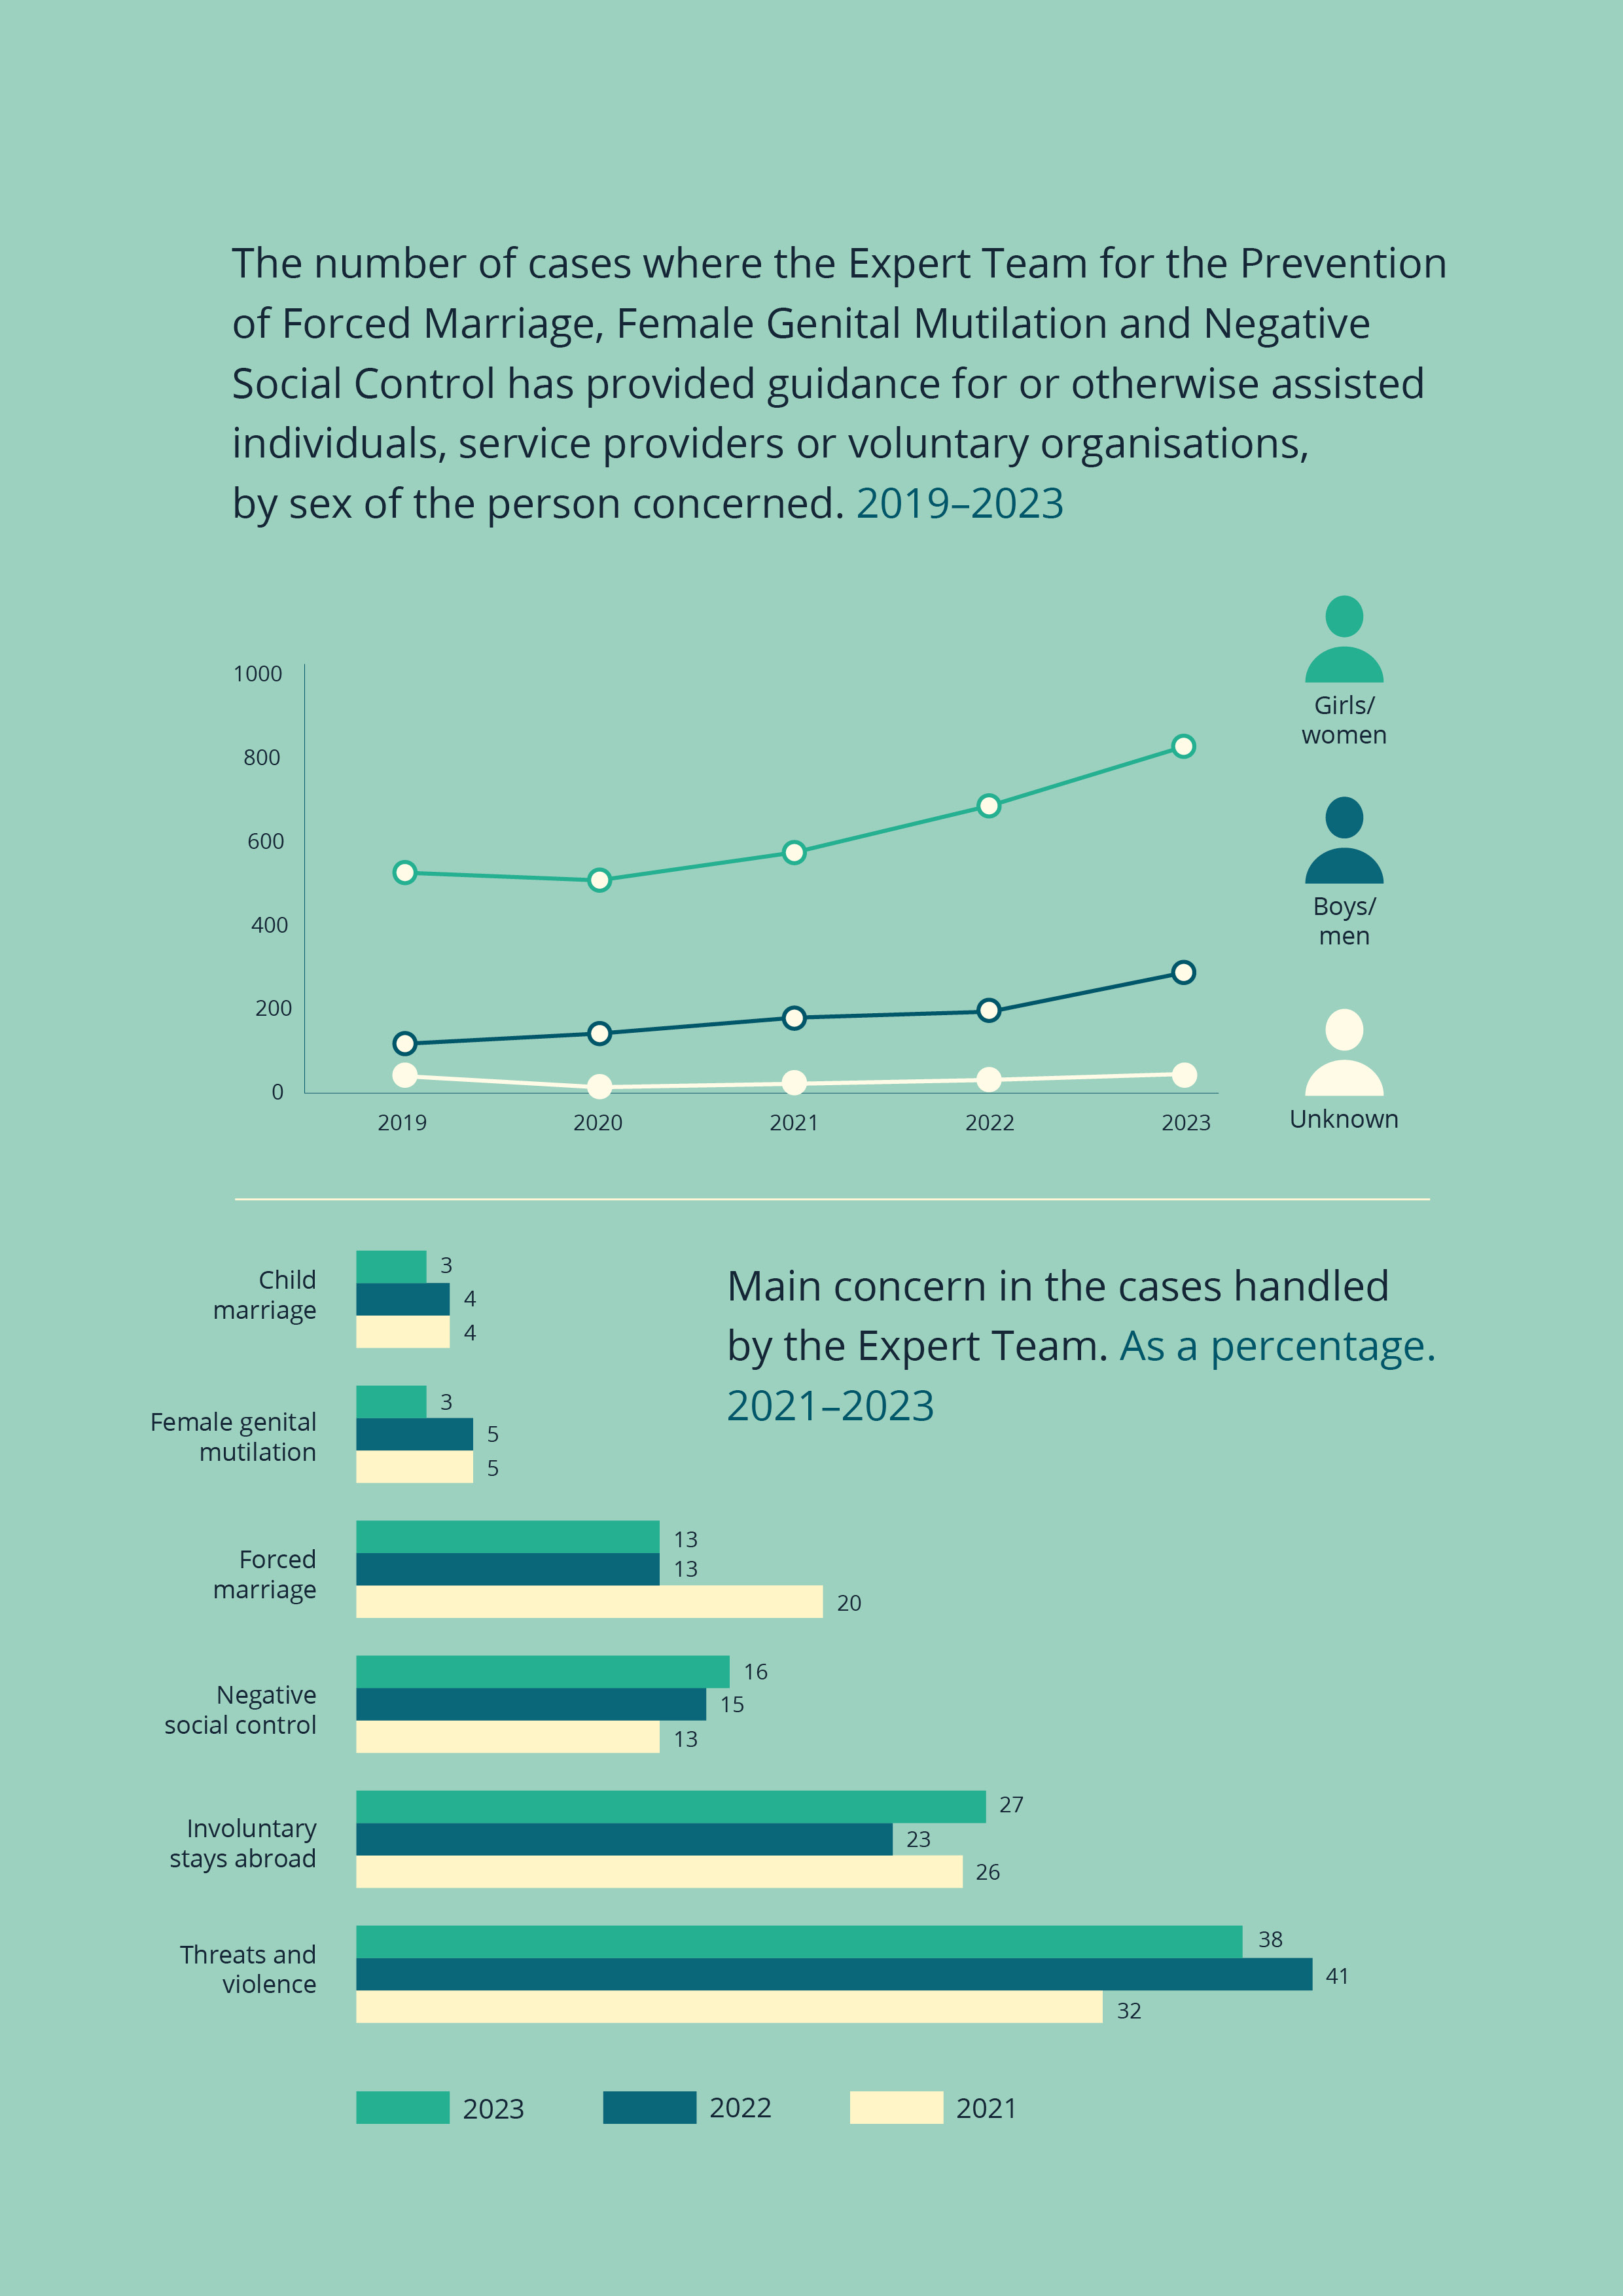 The number of cases where the Expert Team for the Prevention
of Forced Marriage, Female Genital Mutilation and Negative
Social Control has provided guidance for or otherwise assisted
individuals, service providers or voluntary organisations,
by sex of the person concerned. 2019–2023
1000
800
600
400
200
0
2019
2020
2021
2022
2023
Girls/
women
Boys/
men
Unknown
Main concern in the cases handled
by the Expert Team. As a percentage.
2021–2023
Child
marriage
3
4
4
Female genital
mutilation
3
5
5
Forced
marriage
13
13
20
Negative
social control
16
15
13
Involuntary
stays abroad
27
23
26
Threats and
violence
38
41
32
2023
2022
2021